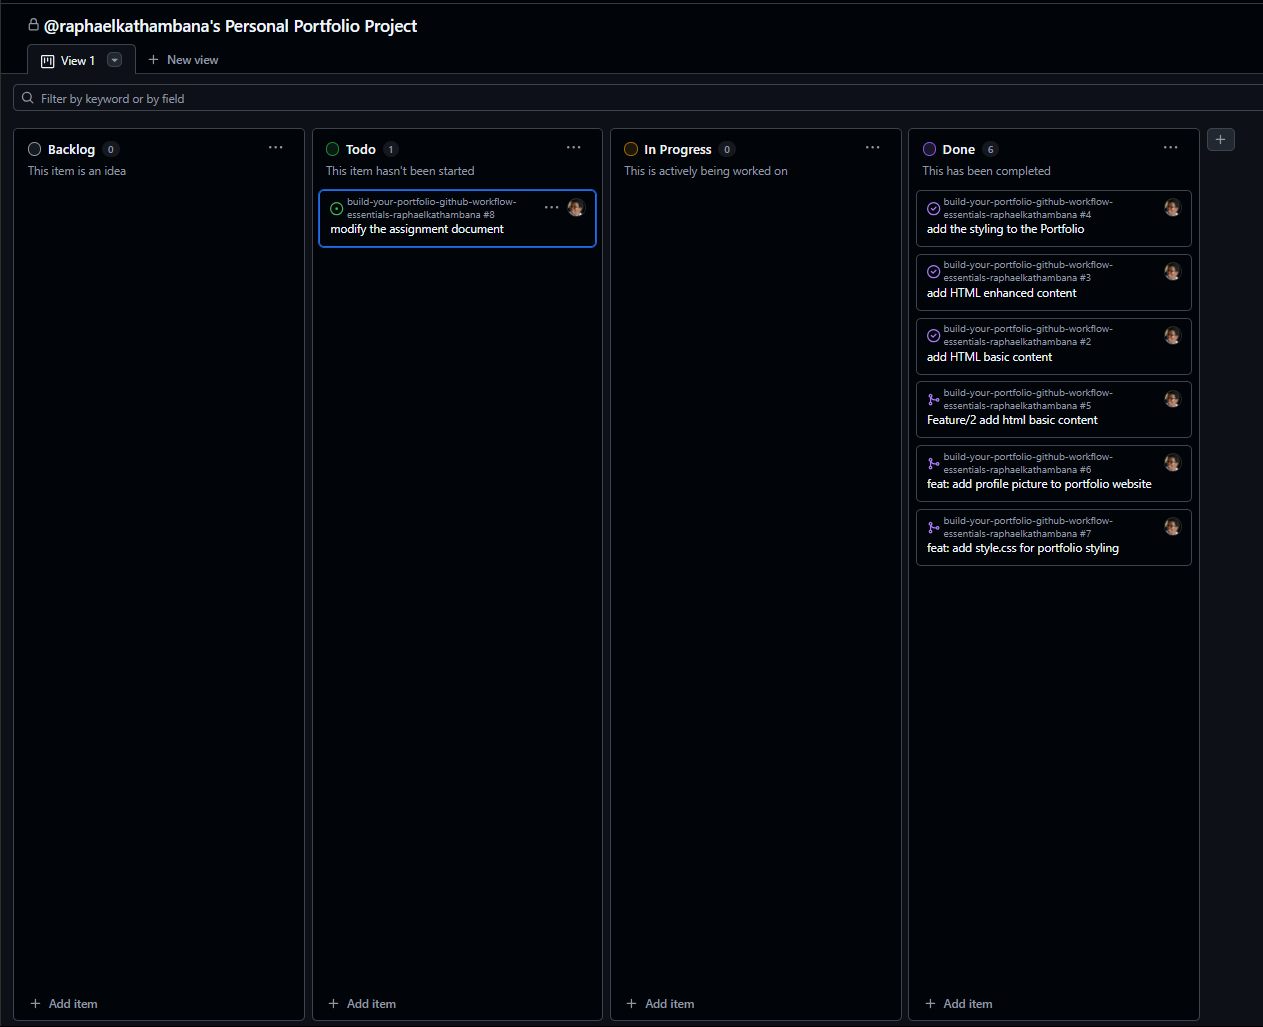 @raphaelkathambana's Personal Portfolio Project
View 1
New view
Filter by keyword or by field
Backlog 0
This item is an idea
Add item
Todo 1
This item hasn't been started
build-your-portfolio-github-workflow-
essentials-raphaelkathambana #8
modify the assignment document
Add item
In Progress 0
This is actively being worked on
Add item
Done 6
This has been completed
build-your-portfolio-github-workflow-
essentials-raphaelkathambana #4
add the styling to the Portfolio
build-your-portfolio-github-workflow-
essentials-raphaelkathambana #3
add HTML enhanced content
build-your-portfolio-github-workflow-
essentials-raphaelkathambana #2
add HTML basic content
build-your-portfolio-github-workflow-
essentials-raphaelkathambana #5
Feature/2 add html basic content
build-your-portfolio-github-workflow-
essentials-raphaelkathambana #6
feat: add profile picture to portfolio website
build-your-portfolio-github-workflow-
essentials-raphaelkathambana #7
feat: add style.css for portfolio styling
Add item